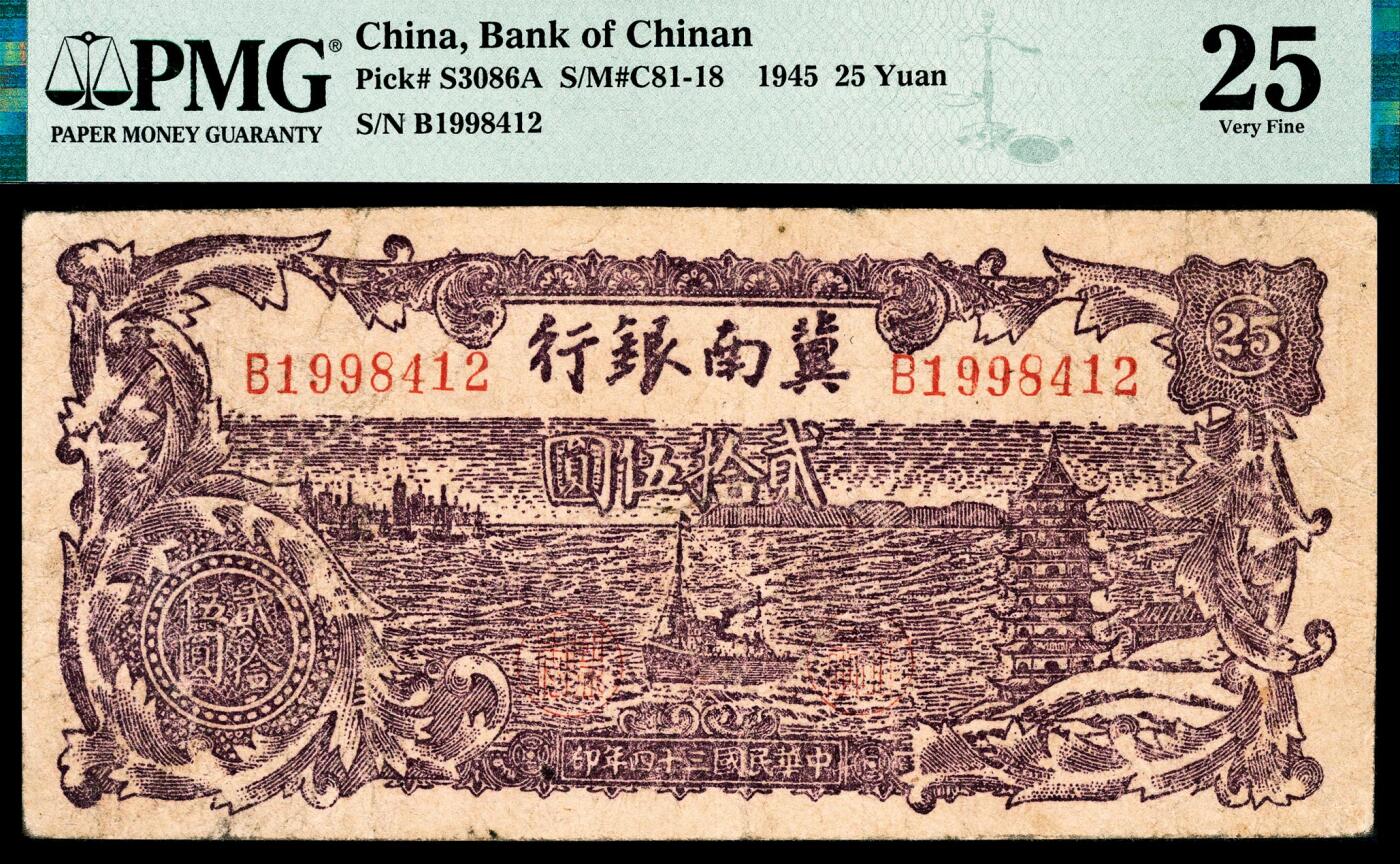 PMG®
PAPER MONEY GUARANTY
China, Bank of Chinan
Pick# S3086A S/M#C81-18 1945 25 Yuan
S/N B1998412
25
Very Fine
冀南銀行
B1998412
B1998412
25
貳拾伍圓
貳拾伍圓
中華民國三十四年印